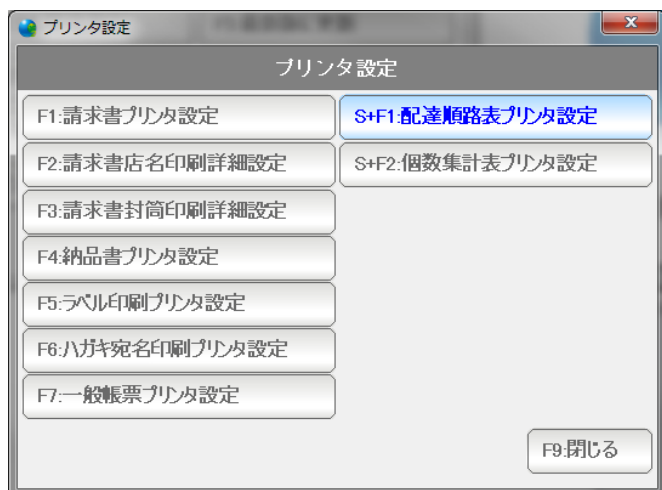 プリンタ設定
プリンタ設定
F1:請求書プリンタ設定
F2:請求書店名印刷詳細設定
F3:請求書封筒印刷詳細設定
F4:納品書プリンタ設定
F5:ラベル印刷プリンタ設定
F6:ハガキ宛名印刷プリンタ設定
F7:一般帳票プリンタ設定
S+F1:配達順路表プリンタ設定
S+F2:個数集計表プリンタ設定
F9:閉じる